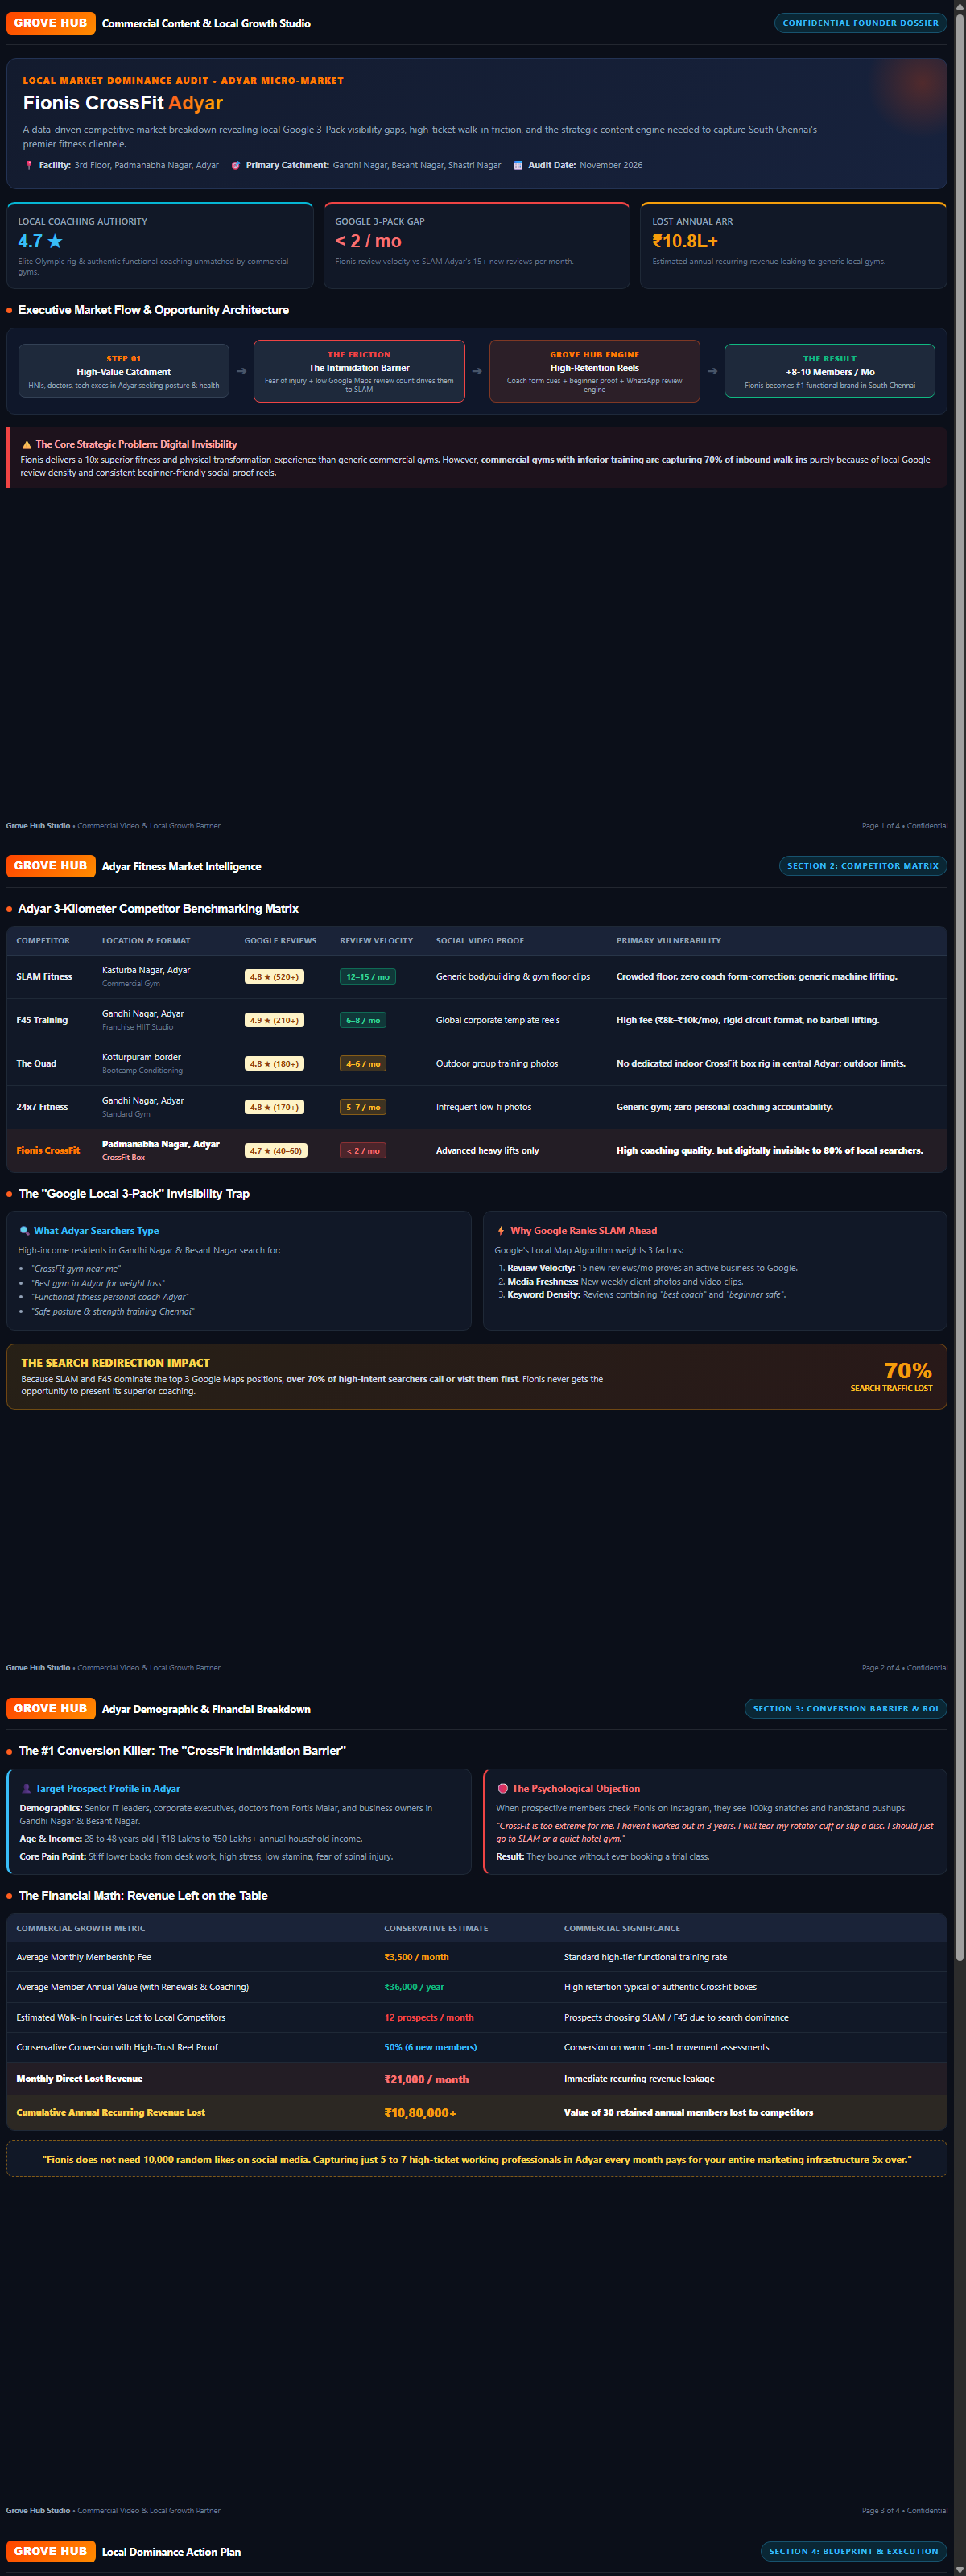 GROVE HUB Commercial Content & Local Growth Studio
CONFIDENTIAL FOUNDER DOSSIER
LOCAL MARKET DOMINANCE AUDIT • ADYAR MICRO-MARKET
Fionis CrossFit Adyar
A data-driven competitive market breakdown revealing local Google 3-Pack visibility gaps, high-ticket walk-in friction, and the strategic content engine needed to capture South Chennai's
premier fitness clientele.
Facility: 3rd Floor, Padmanabha Nagar, Adyar Primary Catchment: Gandhi Nagar, Besant Nagar, Shastri Nagar Audit Date: November 2026
LOCAL COACHING AUTHORITY
4.7 ★
Elite Olympic rig & authentic functional coaching unmatched by commercial
gyms.
GOOGLE 3-PACK GAP
< 2 / mo
Fionis review velocity vs SLAM Adyar's 15+ new reviews per month.
LOST ANNUAL ARR
₹10.8L+
Estimated annual recurring revenue leaking to generic local gyms.
Executive Market Flow & Opportunity Architecture
STEP 01
High-Value Catchment
HNIs, doctors, tech execs in Adyar seeking posture & health
→
THE FRICTION
The Intimidation Barrier
Fear of injury + low Google Maps review count drives them
to SLAM
→
GROVE HUB ENGINE
High-Retention Reels
Coach form cues + beginner proof + WhatsApp review
engine
→
THE RESULT
+8-10 Members / Mo
Fionis becomes #1 functional brand in South Chennai
The Core Strategic Problem: Digital Invisibility
Fionis delivers a 10x superior fitness and physical transformation experience than generic commercial gyms. However, commercial gyms with inferior training are capturing 70% of inbound walk-ins purely because of local Google
review density and consistent beginner-friendly social proof reels.
Grove Hub Studio • Commercial Video & Local Growth Partner
Page 1 of 4 • Confidential
GROVE HUB Adyar Fitness Market Intelligence
SECTION 2: COMPETITOR MATRIX
Adyar 3-Kilometer Competitor Benchmarking Matrix
COMPETITOR LOCATION & FORMAT GOOGLE REVIEWS REVIEW VELOCITY SOCIAL VIDEO PROOF PRIMARY VULNERABILITY
SLAM Fitness Kasturba Nagar, Adyar 4.8 ★ (520+) 12–15 / mo Generic bodybuilding & gym floor clips Crowded floor, zero coach form-correction; generic machine lifting.
Commercial Gym
F45 Training Gandhi Nagar, Adyar 4.9 ★ (210+) 6–8 / mo Global corporate template reels High fee (₹8k–₹10k/mo), rigid circuit format, no barbell lifting.
Franchise HIIT Studio
The Quad Kotturpuram border 4.8 ★ (180+) 4–6 / mo Outdoor group training photos No dedicated indoor CrossFit box rig in central Adyar; outdoor limits.
Bootcamp Conditioning
24x7 Fitness Gandhi Nagar, Adyar 4.8 ★ (170+) 5–7 / mo Infrequent low-fi photos Generic gym; zero personal coaching accountability.
Standard Gym
Fionis CrossFit Padmanabha Nagar, Adyar 4.7 ★ (40–60) < 2 / mo Advanced heavy lifts only High coaching quality, but digitally invisible to 80% of local searchers.
CrossFit Box
The "Google Local 3-Pack" Invisibility Trap
What Adyar Searchers Type
High-income residents in Gandhi Nagar & Besant Nagar search for:
• "CrossFit gym near me"
• "Best gym in Adyar for weight loss"
• "Functional fitness personal coach Adyar"
• "Safe posture & strength training Chennai"
Why Google Ranks SLAM Ahead
Google's Local Map Algorithm weights 3 factors:
1. Review Velocity: 15 new reviews/mo proves an active business to Google.
2. Media Freshness: New weekly client photos and video clips.
3. Keyword Density: Reviews containing "best coach" and "beginner safe".
THE SEARCH REDIRECTION IMPACT
Because SLAM and F45 dominate the top 3 Google Maps positions, over 70% of high-intent searchers call or visit them first. Fionis never gets the
opportunity to present its superior coaching.
70%
SEARCH TRAFFIC LOST
Grove Hub Studio • Commercial Video & Local Growth Partner
Page 2 of 4 • Confidential
GROVE HUB Adyar Demographic & Financial Breakdown
SECTION 3: CONVERSION BARRIER & ROI
The #1 Conversion Killer: The "CrossFit Intimidation Barrier"
Target Prospect Profile in Adyar
Demographics: Senior IT leaders, corporate executives, doctors from Fortis Malar, and business owners in
Gandhi Nagar & Besant Nagar.
Age & Income: 28 to 48 years old | ₹18 Lakhs to ₹50 Lakhs+ annual household income.
Core Pain Point: Stiff lower backs from desk work, high stress, low stamina, fear of spinal injury.
The Psychological Objection
When prospective members check Fionis on Instagram, they see 100kg snatches and handstand pushups.
"CrossFit is too extreme for me. I haven't worked out in 3 years. I will tear my rotator cuff or slip a disc. I should just
go to SLAM or a quiet hotel gym."
Result: They bounce without ever booking a trial class.
The Financial Math: Revenue Left on the Table
COMMERCIAL GROWTH METRIC CONSERVATIVE ESTIMATE COMMERCIAL SIGNIFICANCE
Average Monthly Membership Fee ₹3,500 / month Standard high-tier functional training rate
Average Member Annual Value (with Renewals & Coaching) ₹36,000 / year High retention typical of authentic CrossFit boxes
Estimated Walk-In Inquiries Lost to Local Competitors 12 prospects / month Prospects choosing SLAM / F45 due to search dominance
Conservative Conversion with High-Trust Reel Proof 50% (6 new members) Conversion on warm 1-on-1 movement assessments
Monthly Direct Lost Revenue ₹21,000 / month Immediate recurring revenue leakage
Cumulative Annual Recurring Revenue Lost ₹10,80,000+ Value of 30 retained annual members lost to competitors
"Fionis does not need 10,000 random likes on social media. Capturing just 5 to 7 high-ticket working professionals in Adyar every month pays for your entire marketing infrastructure 5x over."
Grove Hub Studio • Commercial Video & Local Growth Partner
Page 3 of 4 • Confidential
GROVE HUB Local Dominance Action Plan
SECTION 4: BLUEPRINT & EXECUTION